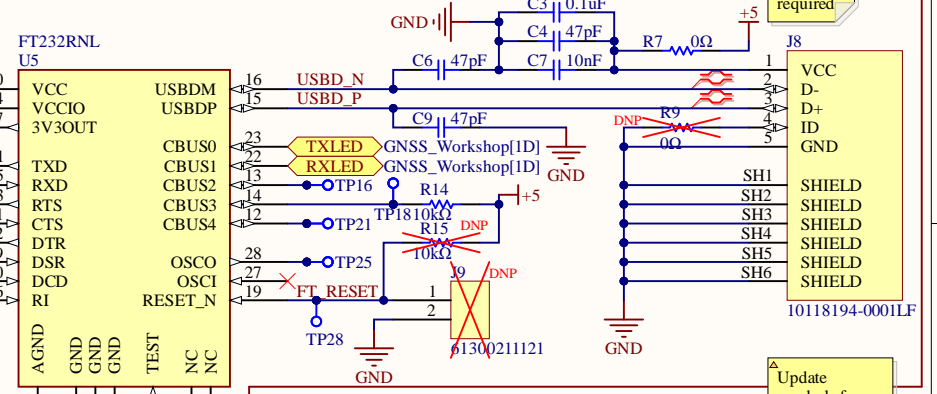 required
C3 0.1uF
GND
+5
C4 47pF
R7 0Ω
J8
FT232RNL
U5
C6 47pF
C7 10nF
1 VCC
VCC USBDM 16 USBD_N
2 D-
VCCIO USBDP 15 USBD_P
3 D+
3V3OUT
C9 47pF
DNP R9 0Ω
4 ID
5 GND
CBUS0 23 TXLED GNSS_Workshop[1D]
TXD CBUS1 22 RXLED GNSS_Workshop[1D]
GND
RXD CBUS2 13 TP16
SH1 SHIELD
RTS CBUS3 14 TP18 R14 10kΩ +5
SH2 SHIELD
CTS CBUS4 12 TP21
SH3 SHIELD
DTR
R15 10kΩ DNP
SH4 SHIELD
DSR OSCO 28 TP25
SH5 SHIELD
DCD OSCI 27
J9 DNP
SH6 SHIELD
RI RESET_N 19 FT_RESET
1
2
10118194-0001LF
TP28
61300211121
GND
GND
AGND
GND
GND
GND
TEST
NC
NC
Update